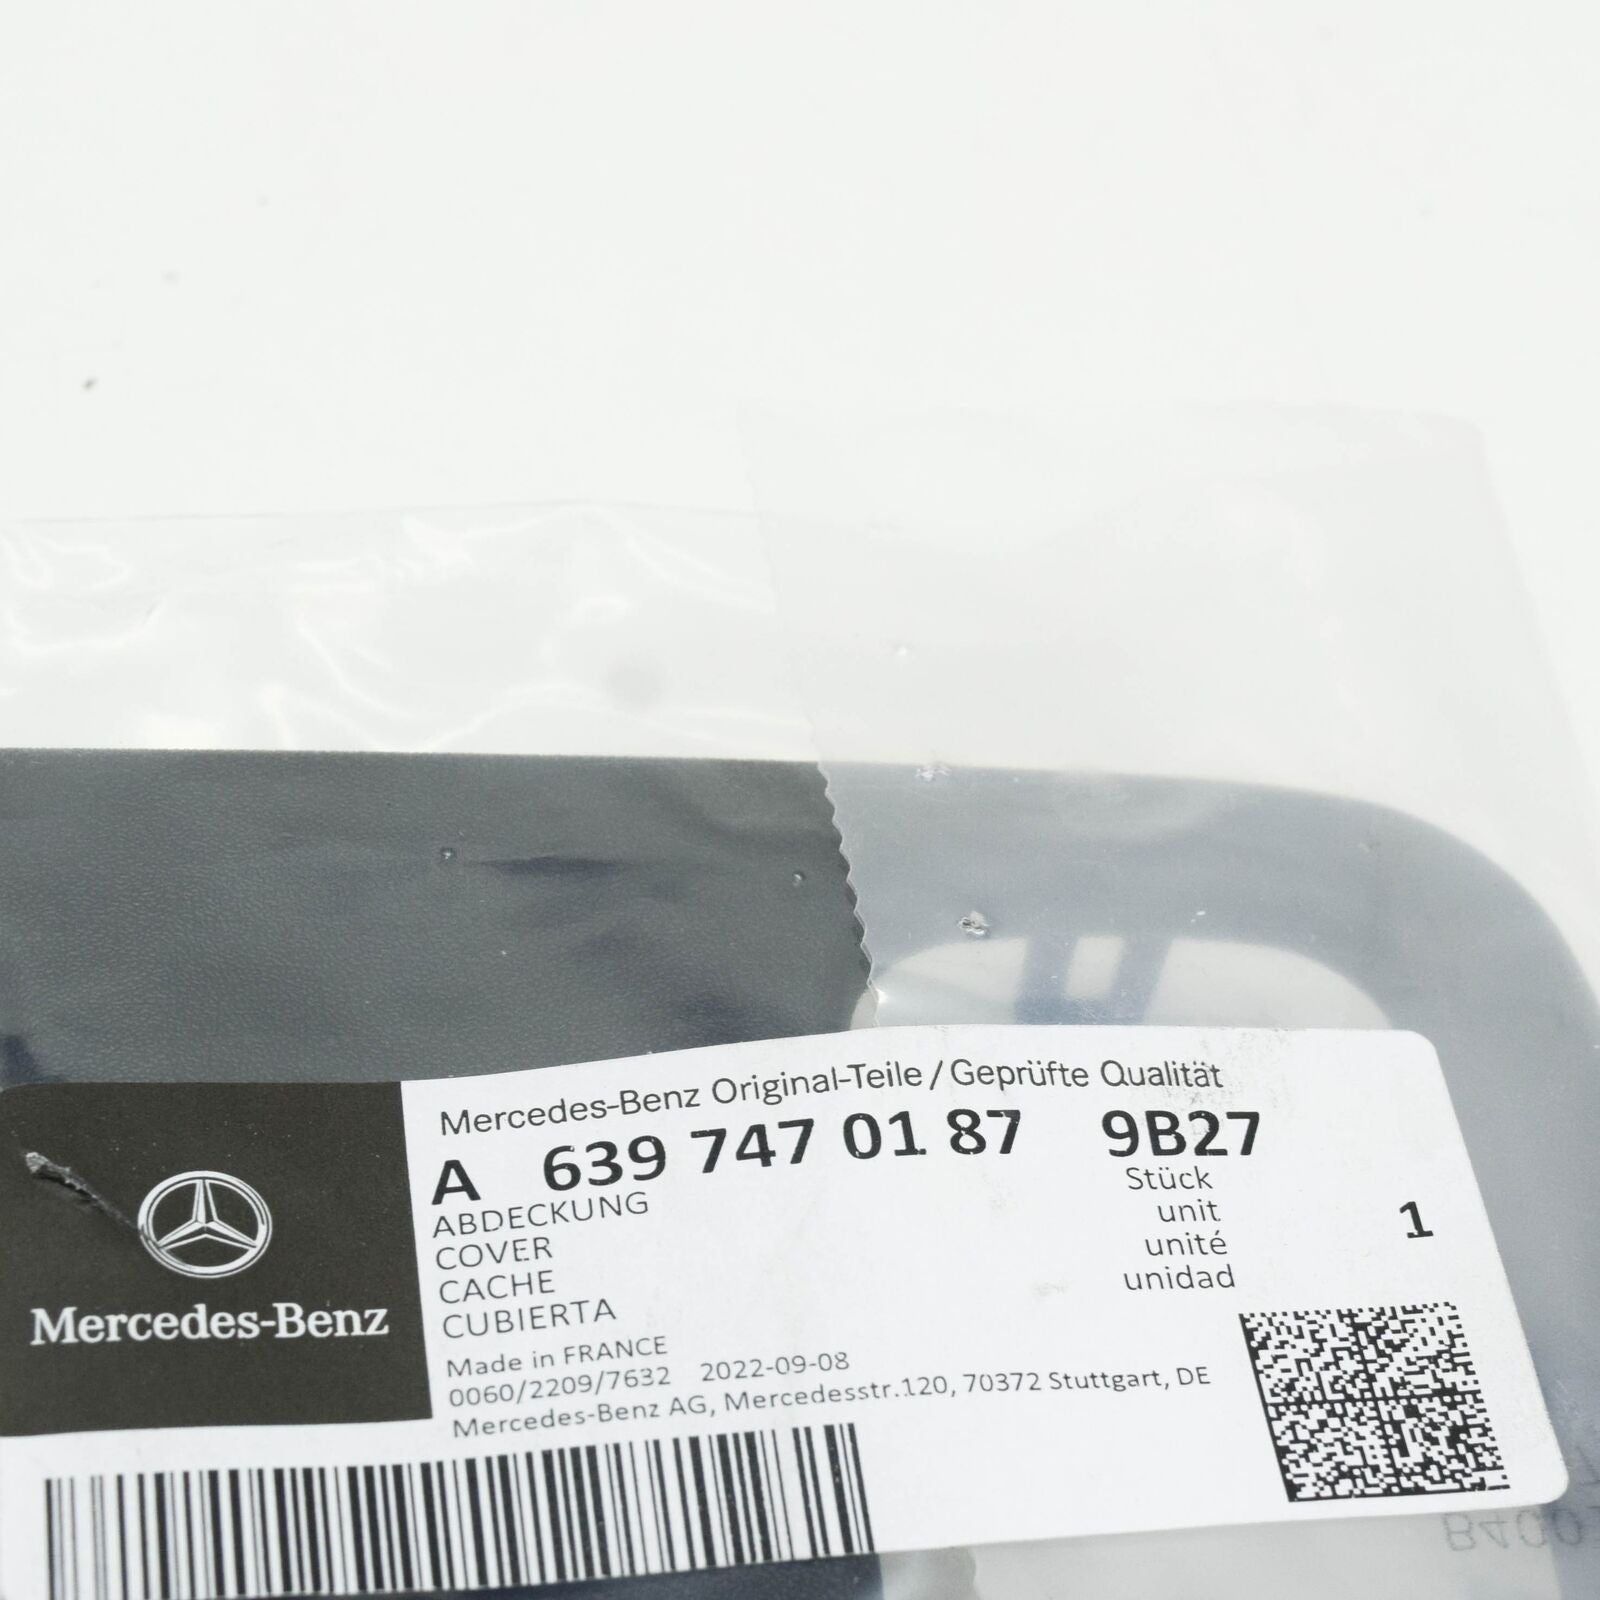 Mercedes-Benz Original-Teile / Geprüfte Qualität
A 639 747 01 87 9B27
ABDECKUNG
COVER
CACHE
CUBIERTA
Stück
unit
unité
unidad
1
Made in FRANCE
0060/2209/7632 2022-09-08
Mercedes-Benz AG, Mercedesstr.120, 70372 Stuttgart, DE
Mercedes-Benz